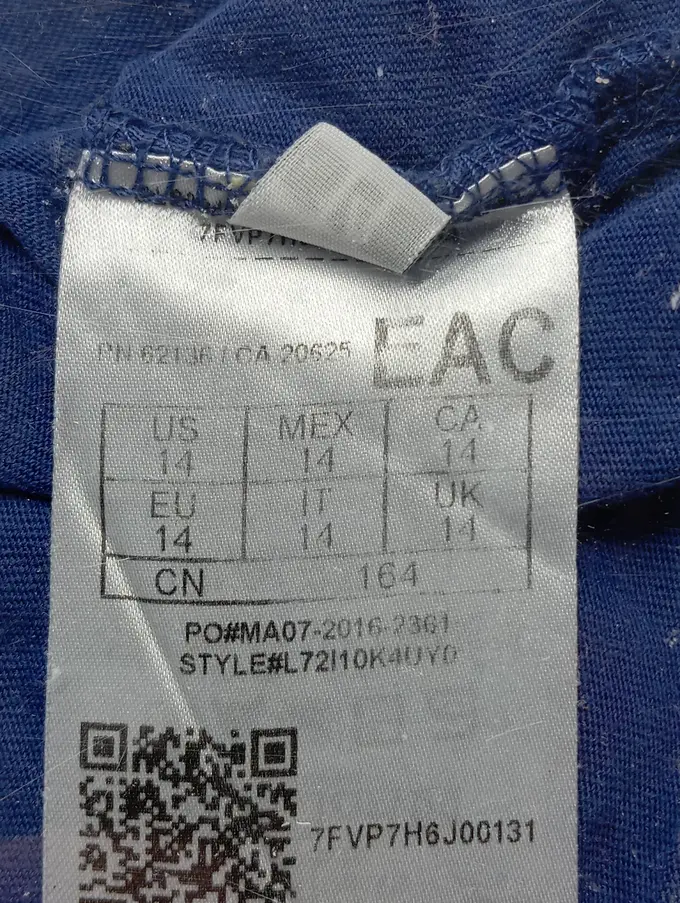 7FVP7H
RN 62136 / CA 20625
EAC
US MEX CA
14 14 14
EU IT UK
14 14 14
CN 164
PO#MA07-2016-2361
STYLE#L72I10K4UY0
7FVP7H6J00131